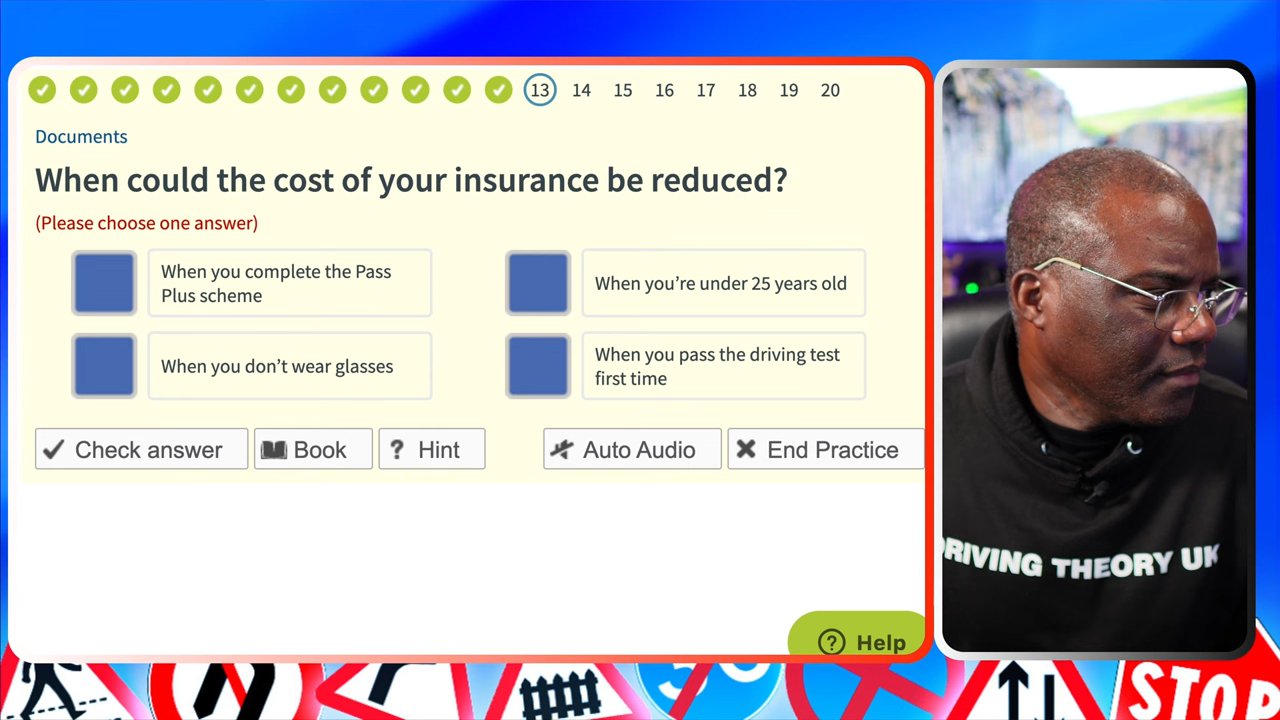 13 14 15 16 17 18 19 20
Documents
When could the cost of your insurance be reduced?
(Please choose one answer)
When you complete the Pass
Plus scheme
When you're under 25 years old
When you don't wear glasses
When you pass the driving test
first time
Check answer
Book
? Hint
Auto Audio
End Practice
? Help
DRIVING THEORY UK
STOP